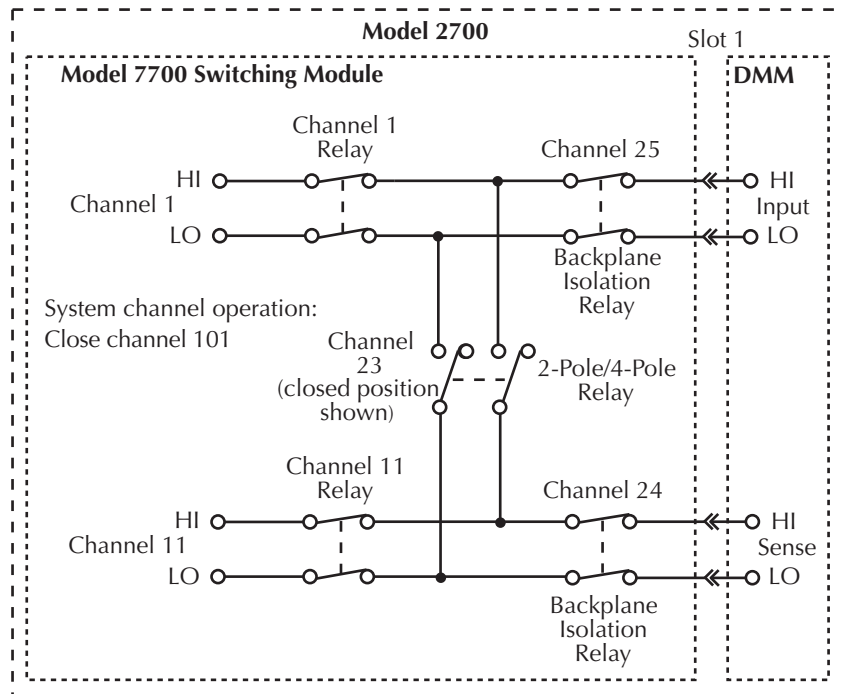 Model 2700
Slot 1
Model 7700 Switching Module
DMM
Channel 1
Relay
Channel 25
HI
Channel 1
LO
HI
Input
LO
Backplane
Isolation
Relay
System channel operation:
Close channel 101
Channel
23
(closed position
shown)
2-Pole/4-Pole
Relay
Channel 11
Relay
Channel 24
HI
Channel 11
LO
HI
Sense
LO
Backplane
Isolation
Relay